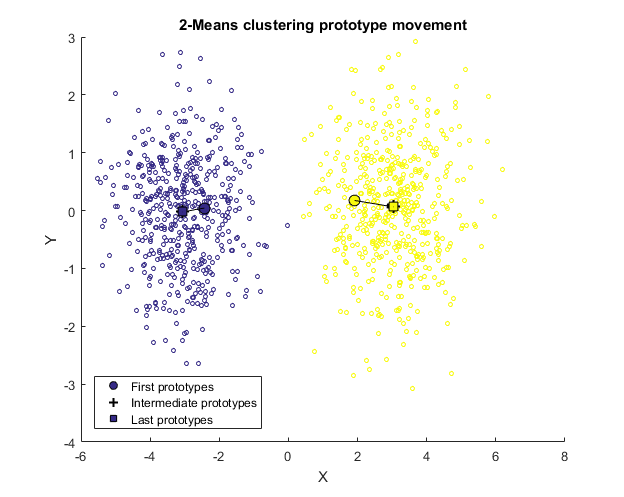 2-Means clustering prototype movement
3
2
1
0
-1
-2
-3
-4
Y
First prototypes
Intermediate prototypes
Last prototypes
-6 -4 -2 0 2 4 6 8
X